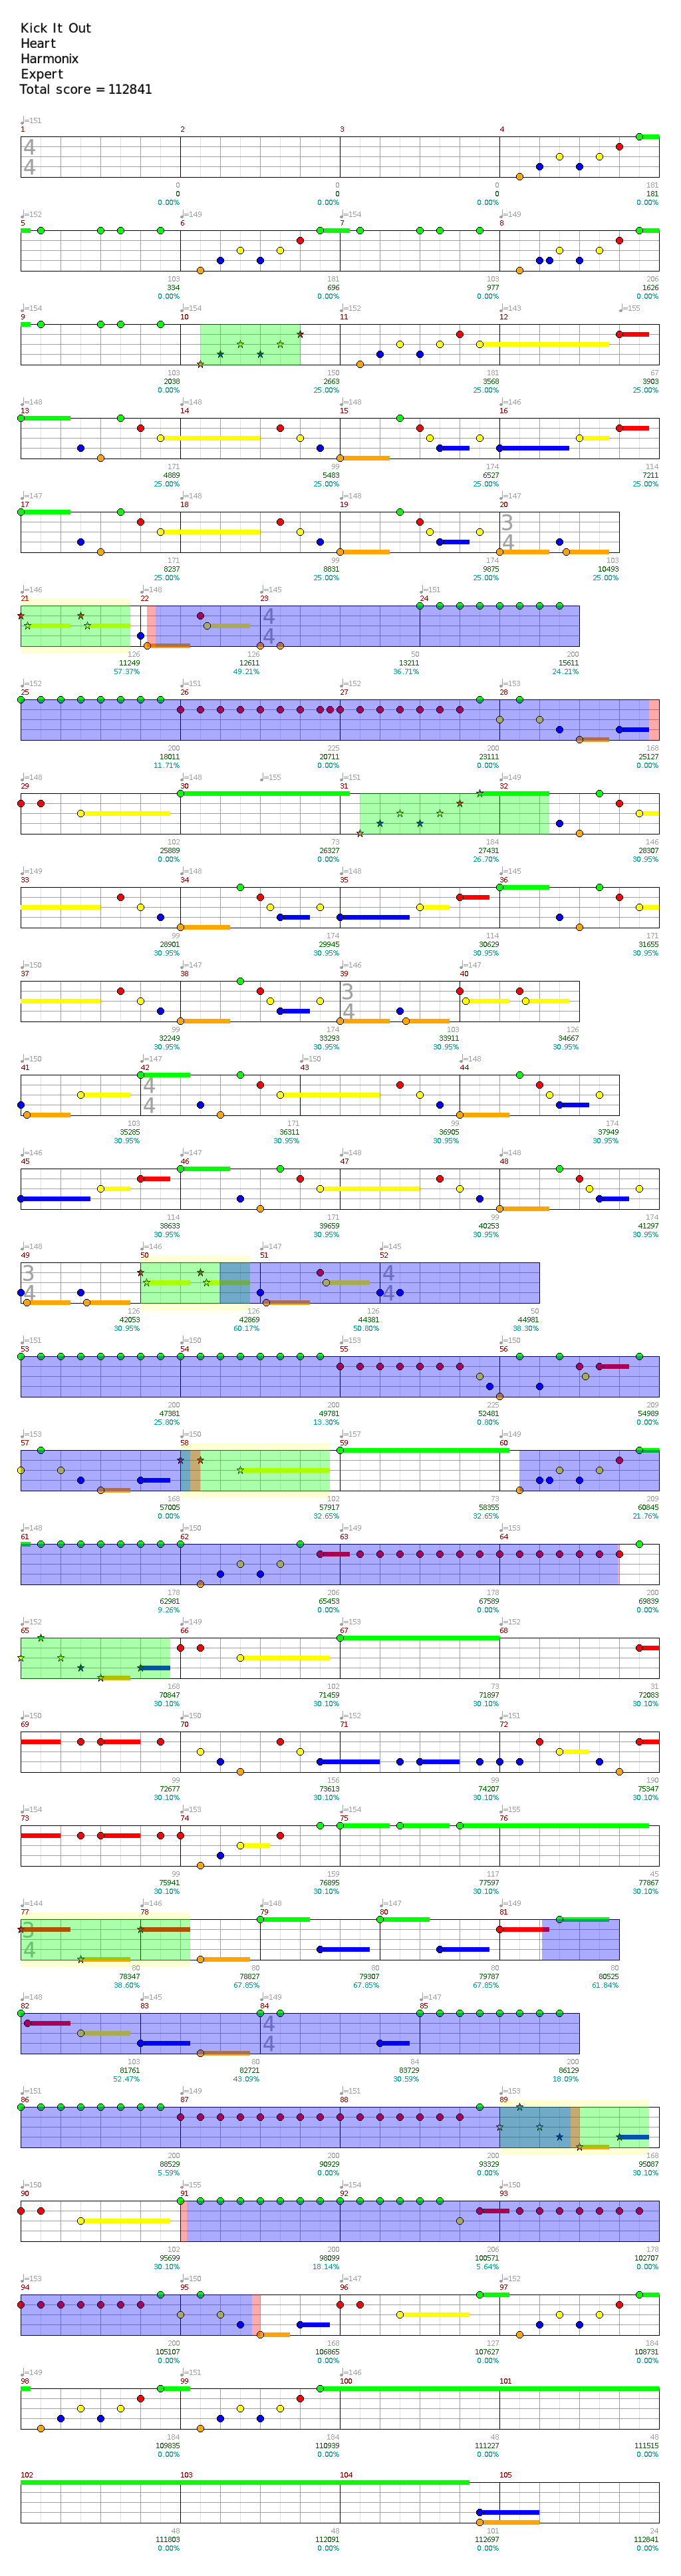 Kick It Out
Heart
Harmonix
Expert
Total score = 112841
♩=151
1 2 3 4
4
4
0 0 0 181
0 0 0 181
0.00% 0.00% 0.00% 0.00%
♩=152 ♩=149 ♩=154 ♩=149
5 6 7 8
103 181 103 206
334 696 977 1626
0.00% 0.00% 0.00% 0.00%
♩=154 ♩=154 ♩=152 ♩=143 ♩=155
9 10 11 12
103 150 181 67
2038 2663 3568 3903
0.00% 25.00% 25.00% 25.00%
♩=148 ♩=148 ♩=148 ♩=146
13 14 15 16
171 99 174 114
4889 5483 6527 7211
25.00% 25.00% 25.00% 25.00%
♩=147 ♩=148 ♩=148 ♩=147
17 18 19 20
3
4
171 99 174 103
8237 8831 9875 10493
25.00% 25.00% 25.00% 25.00%
♩=146 ♩=148 ♩=145 ♩=151
21 22 23 24
4
4
126 126 50 200
11249 12611 13211 15611
57.37% 49.21% 36.71% 24.21%
♩=152 ♩=151 ♩=152 ♩=153
25 26 27 28
200 225 200 168
18011 20711 23111 25127
11.71% 0.00% 0.00% 0.00%
♩=148 ♩=148 ♩=155 ♩=151 ♩=149
29 30 31 32
102 73 184 146
25889 26327 27431 28307
0.00% 0.00% 26.70% 30.95%
♩=149 ♩=148 ♩=148 ♩=145
33 34 35 36
99 174 114 171
28901 29945 30629 31655
30.95% 30.95% 30.95% 30.95%
♩=150 ♩=147 ♩=146 ♩=147
37 38 39 40
3
4
99 174 103 126
32249 33293 33911 34667
30.95% 30.95% 30.95% 30.95%
♩=150 ♩=147 ♩=150 ♩=148
41 42 43 44
4
4
103 171 99 174
35285 36311 36905 37949
30.95% 30.95% 30.95% 30.95%
♩=145 ♩=146 ♩=147 ♩=148
45 46 47 48
114 171 99 174
38633 39659 40253 41297
30.95% 30.95% 30.95% 30.95%
♩=148 ♩=146 ♩=147 ♩=145
49 50 51 52
3 4
4 4
126 126 126 50
42053 42869 44381 44981
30.95% 60.17% 50.80% 38.30%
♩=151 ♩=150 ♩=153 ♩=150
53 54 55 56
200 200 225 209
47381 49781 52481 54989
25.80% 13.30% 0.80% 0.00%
♩=153 ♩=150 ♩=157 ♩=149
57 58 59 60
168 102 73 209
57005 57917 58355 60845
0.00% 32.65% 32.65% 21.76%
♩=148 ♩=150 ♩=149 ♩=153
61 62 63 64
178 206 178 200
62981 65453 67589 69839
9.26% 0.00% 0.00% 0.00%
♩=152 ♩=149 ♩=153 ♩=152
65 66 67 68
168 102 73 31
70847 71459 71897 72083
30.10% 30.10% 30.10% 30.10%
♩=150 ♩=150 ♩=150 ♩=151
69 70 71 72
99 156 99 190
72677 73613 74207 75347
30.10% 30.10% 30.10% 30.10%
♩=154 ♩=153 ♩=154 ♩=155
73 74 75 76
99 159 117 45
75941 76895 77597 77867
30.10% 30.10% 30.10% 30.10%
♩=144 ♩=146 ♩=148 ♩=147 ♩=149
77 78 79 80 81
3
4
80 80 80 80 80
78347 78827 79307 79787 80525
38.60% 67.85% 67.85% 67.85% 61.84%
♩=148 ♩=145 ♩=149 ♩=147
82 83 84 85
4
4
103 80 84 200
81761 82721 83729 86129
52.47% 43.09% 30.59% 18.09%
♩=151 ♩=149 ♩=151 ♩=153
86 87 88 89
200 200 200 168
88529 90929 93329 95087
5.59% 0.00% 0.00% 30.10%
♩=150 ♩=155 ♩=154 ♩=150
90 91 92 93
102 200 206 178
95699 98099 100571 102707
30.10% 18.14% 5.64% 0.00%
♩=153 ♩=150 ♩=147 ♩=152
94 95 96 97
200 168 127 184
105107 106865 107627 108731
0.00% 0.00% 0.00% 0.00%
♩=149 ♩=151 ♩=146
98 99 100 101
184 184 48 48
109835 110939 111227 111515
0.00% 0.00% 0.00% 0.00%
102 103 104 105
48 48 101 24
111803 112091 112697 112841
0.00% 0.00% 0.00% 0.00%